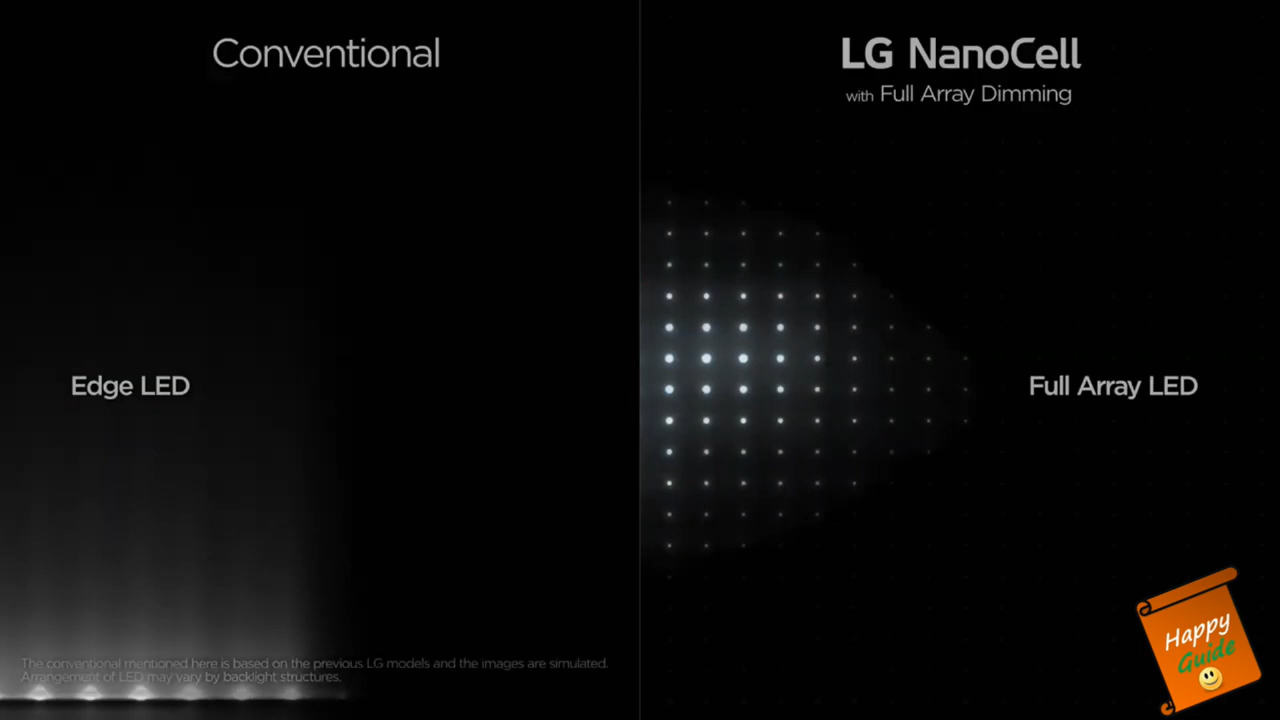 Conventional
LG NanoCell
with Full Array Dimming
Edge LED
Full Array LED
The conventional mentioned here is based on the previous LG models and the images are simulated.
Arrangement of LED may vary by backlight structures.
Happy
Guide